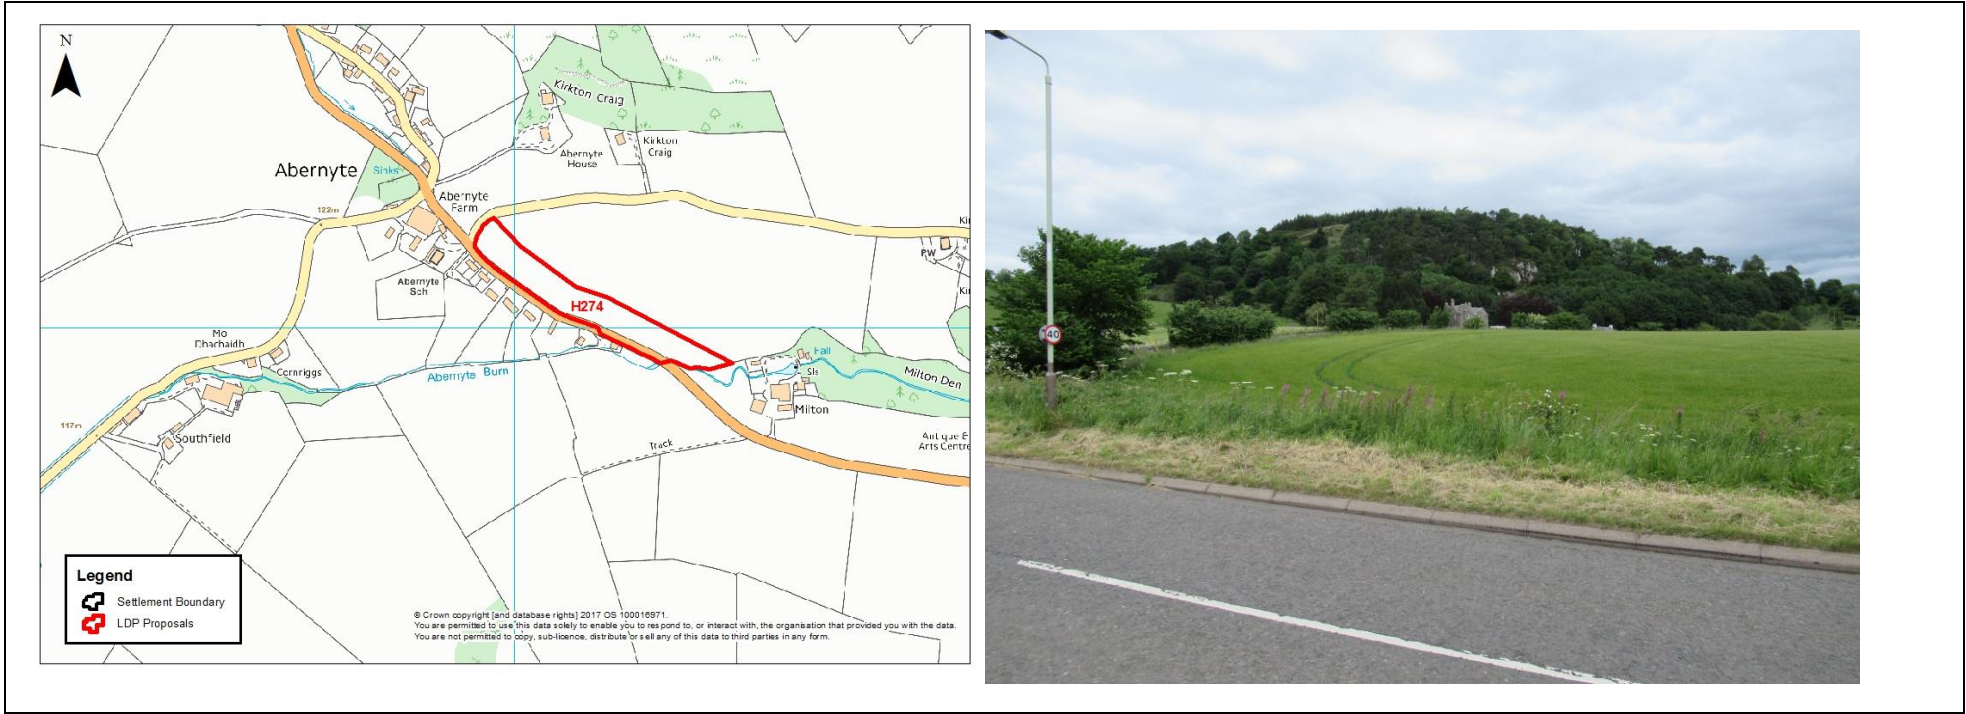 N
Kirkton Craig
Kirkton
Craig
Abernyte
House
Abernyte
Sinks
Abernyte
Farm
122m
PW
Abernyte
Sch
H274
Mo
Dhachaidh
Cornriggs
Abernyte Burn
Fall
Sls
Milton Den
Milton
117m
Southfield
Track
Antique &
Arts Centre
Legend
Settlement Boundary
LDP Proposals
© Crown copyright [and database rights] 2017 OS 100016971.
You are permitted to use this data solely to enable you to respond to, or interact with, the organisation that provided you with the data.
You are not permitted to copy, sub-licence, distribute or sell any of this data to third parties in any form.
40